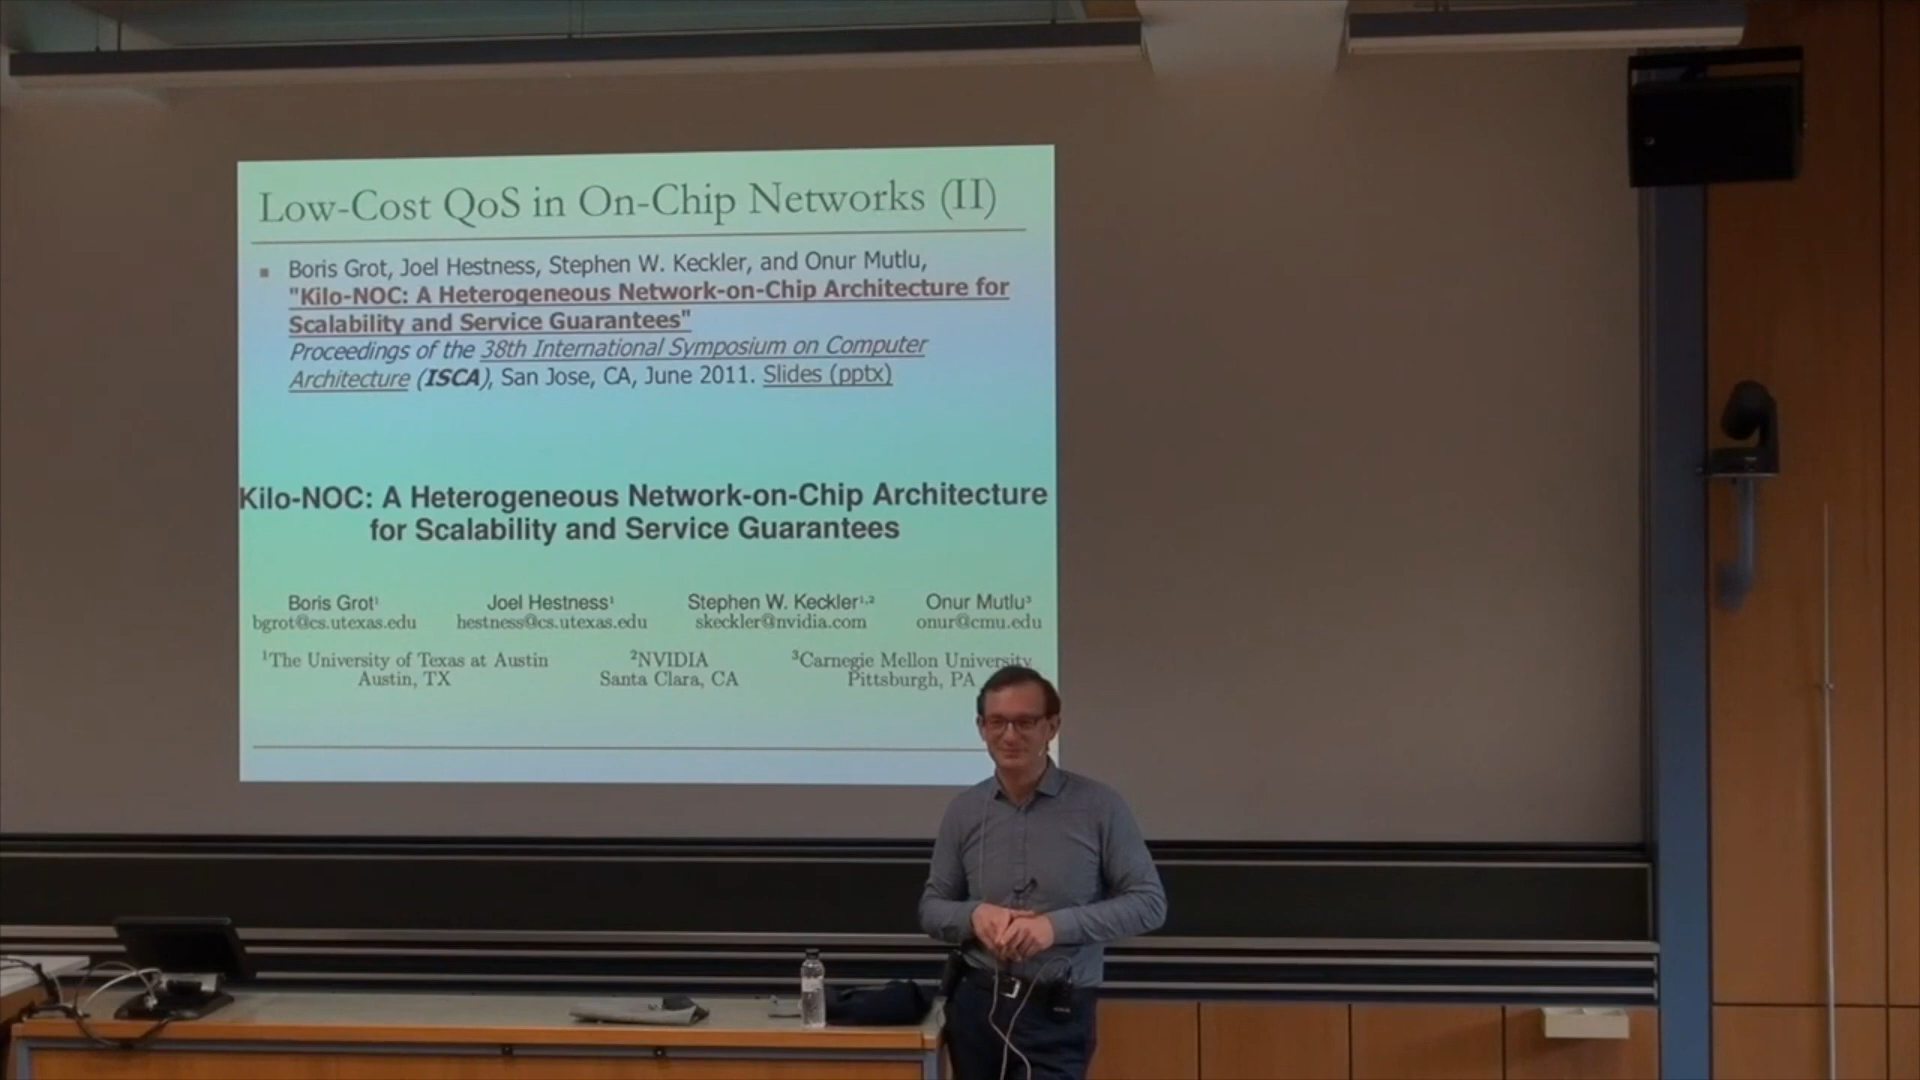 Low-Cost QoS in On-Chip Networks (II)
Boris Grot, Joel Hestness, Stephen W. Keckler, and Onur Mutlu,
"Kilo-NOC: A Heterogeneous Network-on-Chip Architecture for
Scalability and Service Guarantees"
Proceedings of the 38th International Symposium on Computer
Architecture (ISCA), San Jose, CA, June 2011. Slides (pptx)
Kilo-NOC: A Heterogeneous Network-on-Chip Architecture
for Scalability and Service Guarantees
Boris Grot¹ Joel Hestness¹ Stephen W. Keckler¹,² Onur Mutlu³
bgrot@cs.utexas.edu hestness@cs.utexas.edu skeckler@nvidia.com onur@cmu.edu
¹The University of Texas at Austin ²NVIDIA ³Carnegie Mellon University
Austin, TX Santa Clara, CA Pittsburgh, PA